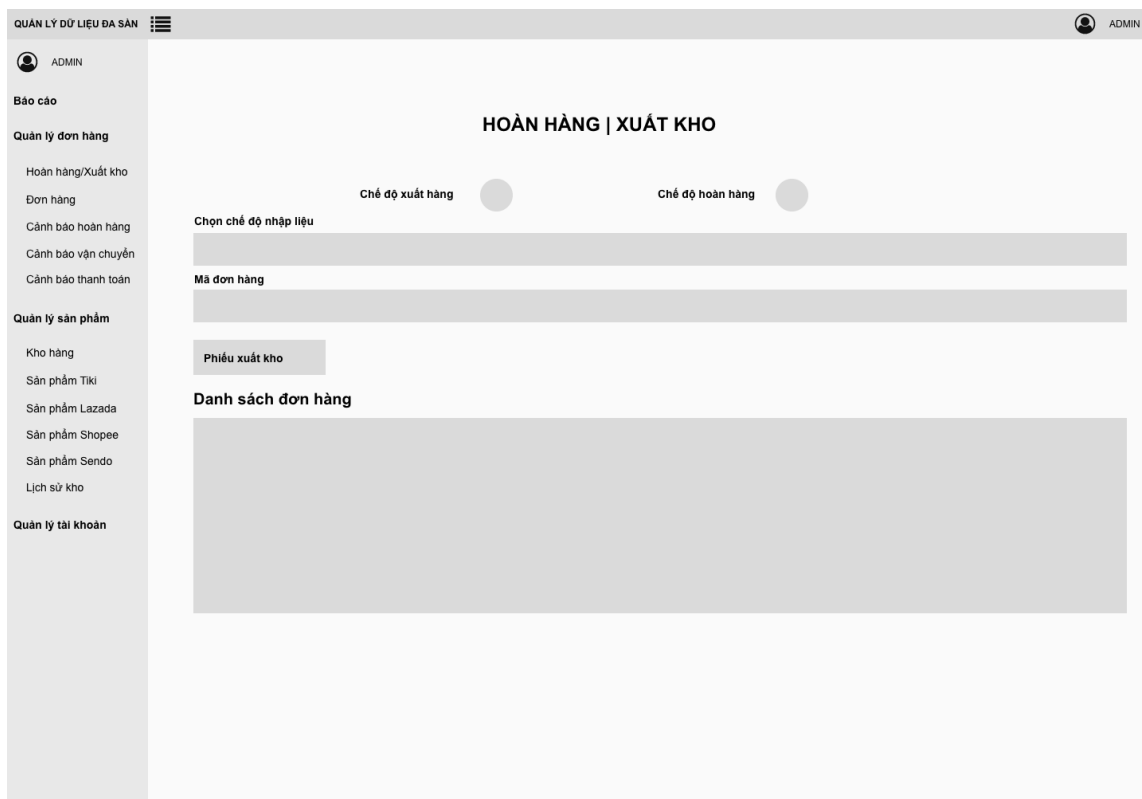 QUẢN LÝ DỮ LIỆU ĐA SÀN
ADMIN
ADMIN
Báo cáo
Quản lý đơn hàng
Hoàn hàng/Xuất kho
Đơn hàng
Cảnh báo hoàn hàng
Cảnh báo vận chuyển
Cảnh báo thanh toán
Quản lý sản phẩm
Kho hàng
Sản phẩm Tiki
Sản phẩm Lazada
Sản phẩm Shopee
Sản phẩm Sendo
Lịch sử kho
Quản lý tài khoản
HOÀN HÀNG | XUẤT KHO
Chế độ xuất hàng
Chế độ hoàn hàng
Chọn chế độ nhập liệu
Mã đơn hàng
Phiếu xuất kho
Danh sách đơn hàng